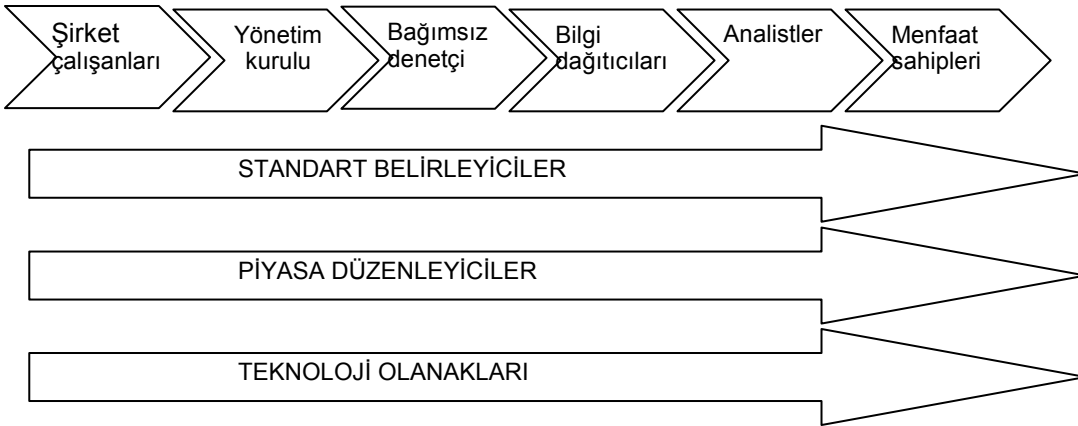 Şirket
çalışanları
Yönetim
kurulu
Bağımsız
denetçi
Bilgi
dağıtıcıları
Analistler
Menfaat
sahipleri
STANDART BELİRLEYİCİLER
PİYASA DÜZENLEYİCİLER
TEKNOLOJİ OLANAKLARI